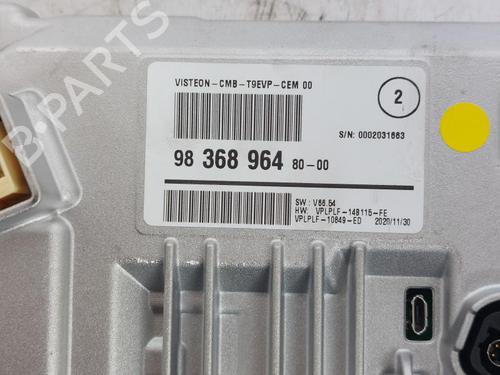 B-PARTS
VISTEON-CMB-T9EVP-CEM 00
2
S/N: 0002031663
98 368 964 80-00
SW: V66.54
HW: VPLPLF-14B115-FE
VPLPLF-10849-ED 2020/11/30